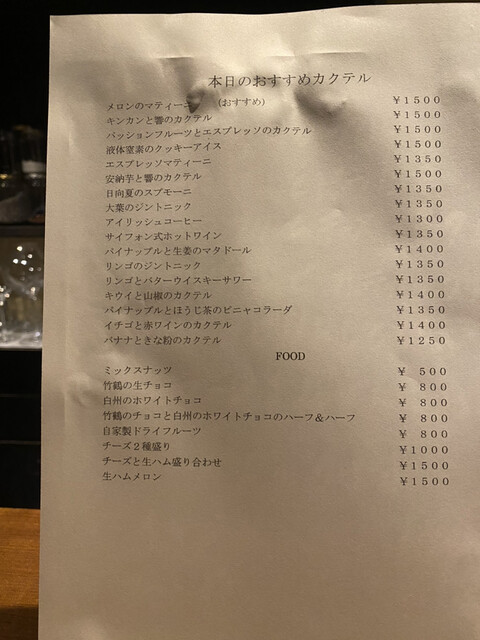 本日のおすすめカクテル
メロンのマティーニ (おすすめ) ¥1500
キンカンと響のカクテル ¥1500
パッションフルーツとエスプレッソのカクテル ¥1500
液体窒素のクッキーアイス ¥1500
エスプレッソマティーニ ¥1350
安納芋と響のカクテル ¥1500
日向夏のスプモーニ ¥1350
大葉のジントニック ¥1350
アイリッシュコーヒー ¥1300
サイフォン式ホットワイン ¥1350
パイナップルと生姜のマタドール ¥1400
リンゴのジントニック ¥1350
リンゴとバターウイスキーサワー ¥1350
キウイと山椒のカクテル ¥1400
パイナップルとほうじ茶のピニャコラーダ ¥1350
イチゴと赤ワインのカクテル ¥1400
バナナときな粉のカクテル ¥1250
FOOD
ミックスナッツ ¥ 500
竹鶴の生チョコ ¥ 800
白州のホワイトチョコ ¥ 800
竹鶴のチョコと白州のホワイトチョコのハーフ＆ハーフ ¥ 800
自家製ドライフルーツ ¥ 800
チーズ２種盛り ¥1000
チーズと生ハム盛り合わせ ¥1500
生ハムメロン ¥1500